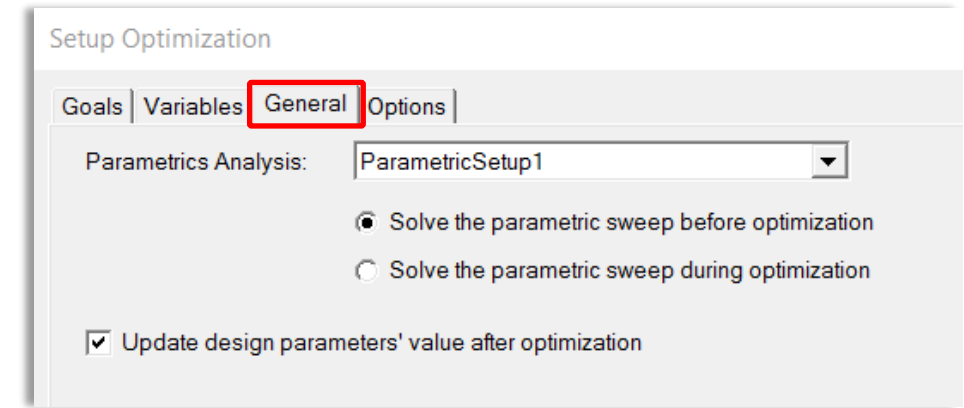 Setup Optimization
Goals Variables General Options
Parametrics Analysis: ParametricSetup1
Solve the parametric sweep before optimization
Solve the parametric sweep during optimization
Update design parameters' value after optimization